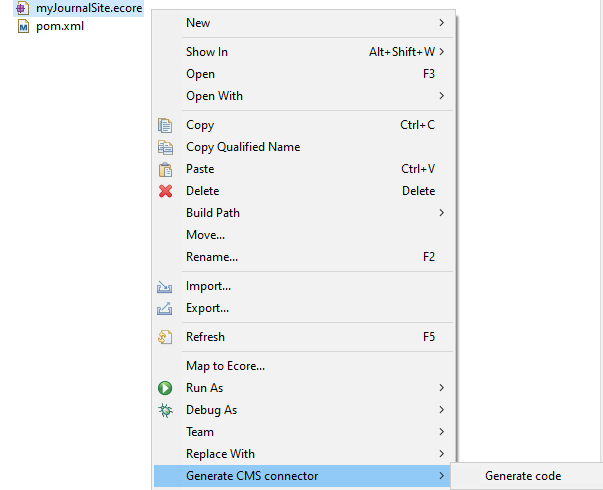 myJournalSite.ecore
pom.xml
New
Show In Alt+Shift+W
Open F3
Open With
Copy Ctrl+C
Copy Qualified Name
Paste Ctrl+V
Delete Delete
Build Path
Move...
Rename... F2
Import...
Export...
Refresh F5
Map to Ecore...
Run As
Debug As
Team
Replace With
Generate CMS connector
Generate code